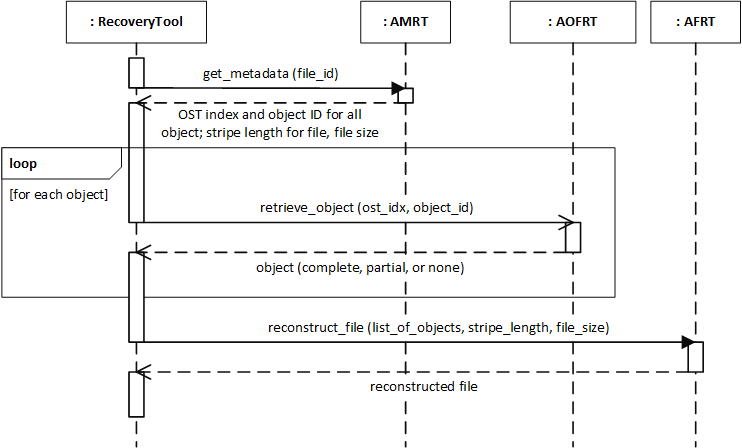 : RecoveryTool
: AMRT
: AOFRT
: AFRT
get_metadata (file_id)
OST index and object ID for all
object; stripe length for file, file size
loop
[for each object]
retrieve_object (ost_idx, object_id)
object (complete, partial, or none)
reconstruct_file (list_of_objects, stripe_length, file_size)
reconstructed file